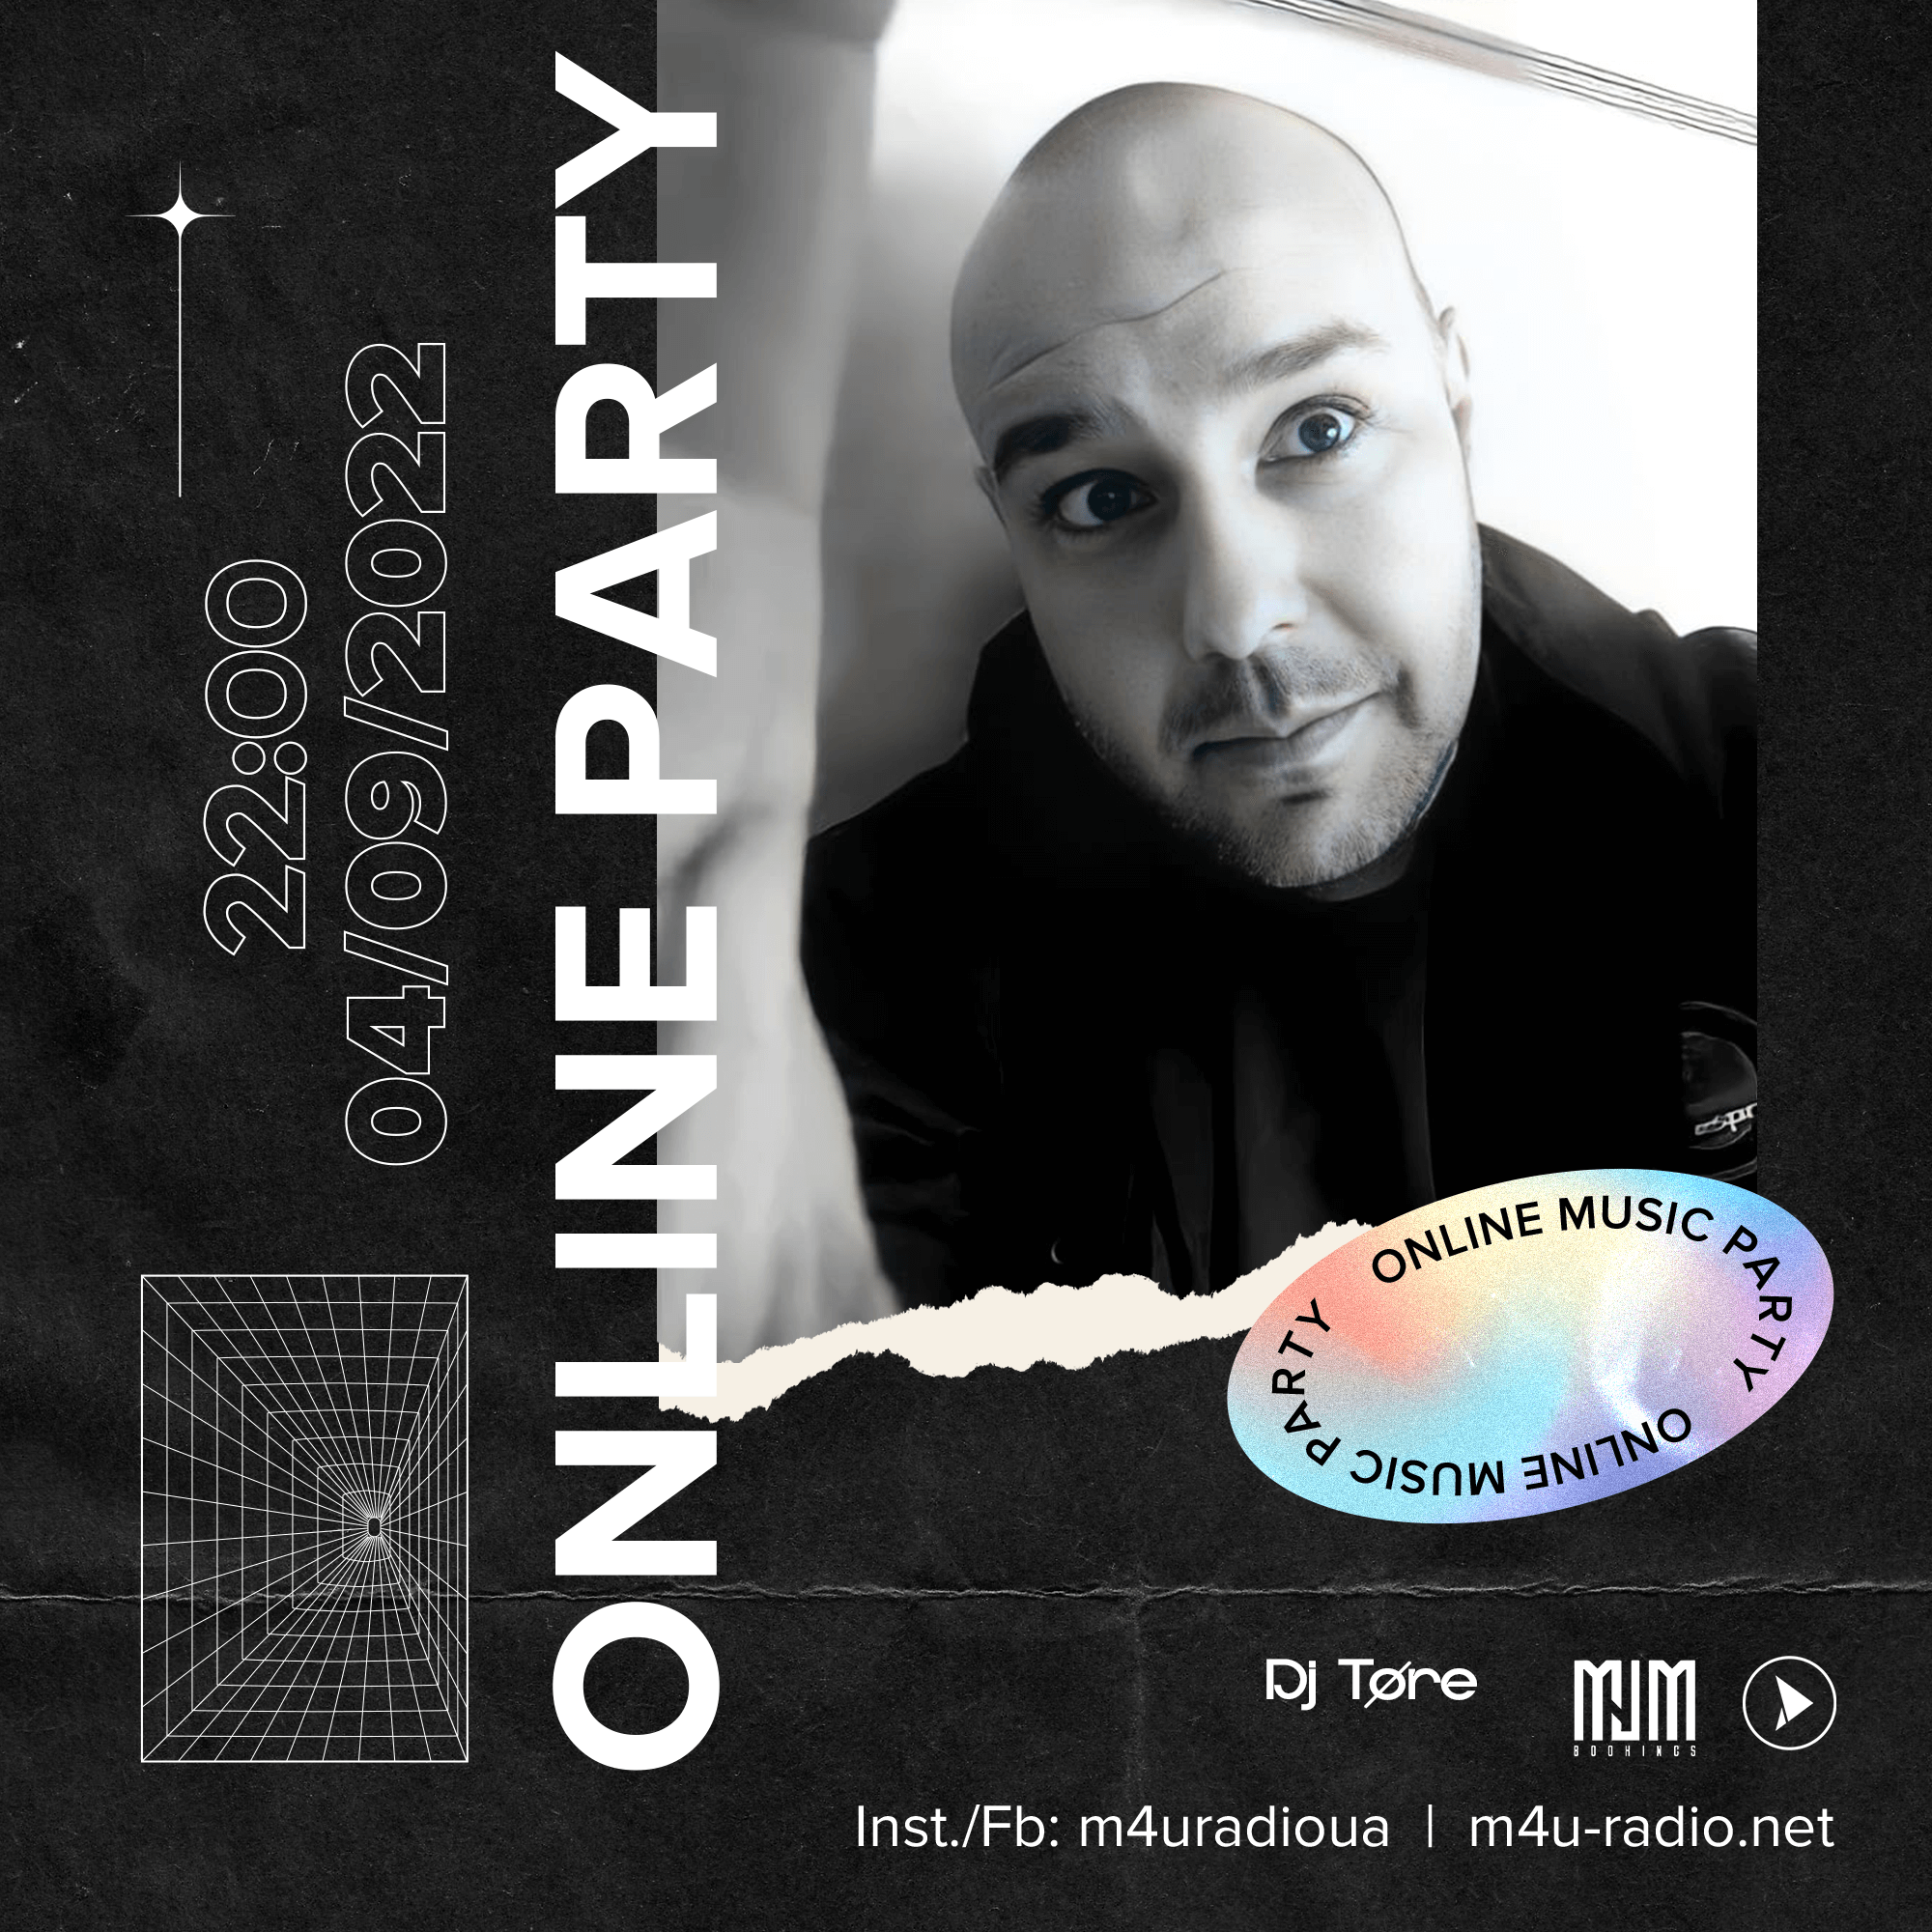 22:00
04/09/2022
ONLINE PARTY
ONLINE MUSIC PARTY
ONLINE MUSIC PARTY
Dj Tøre
MJM
BOOKINGS
Inst./Fb: m4uradioua | m4u-radio.net